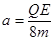 a = QE / 8m